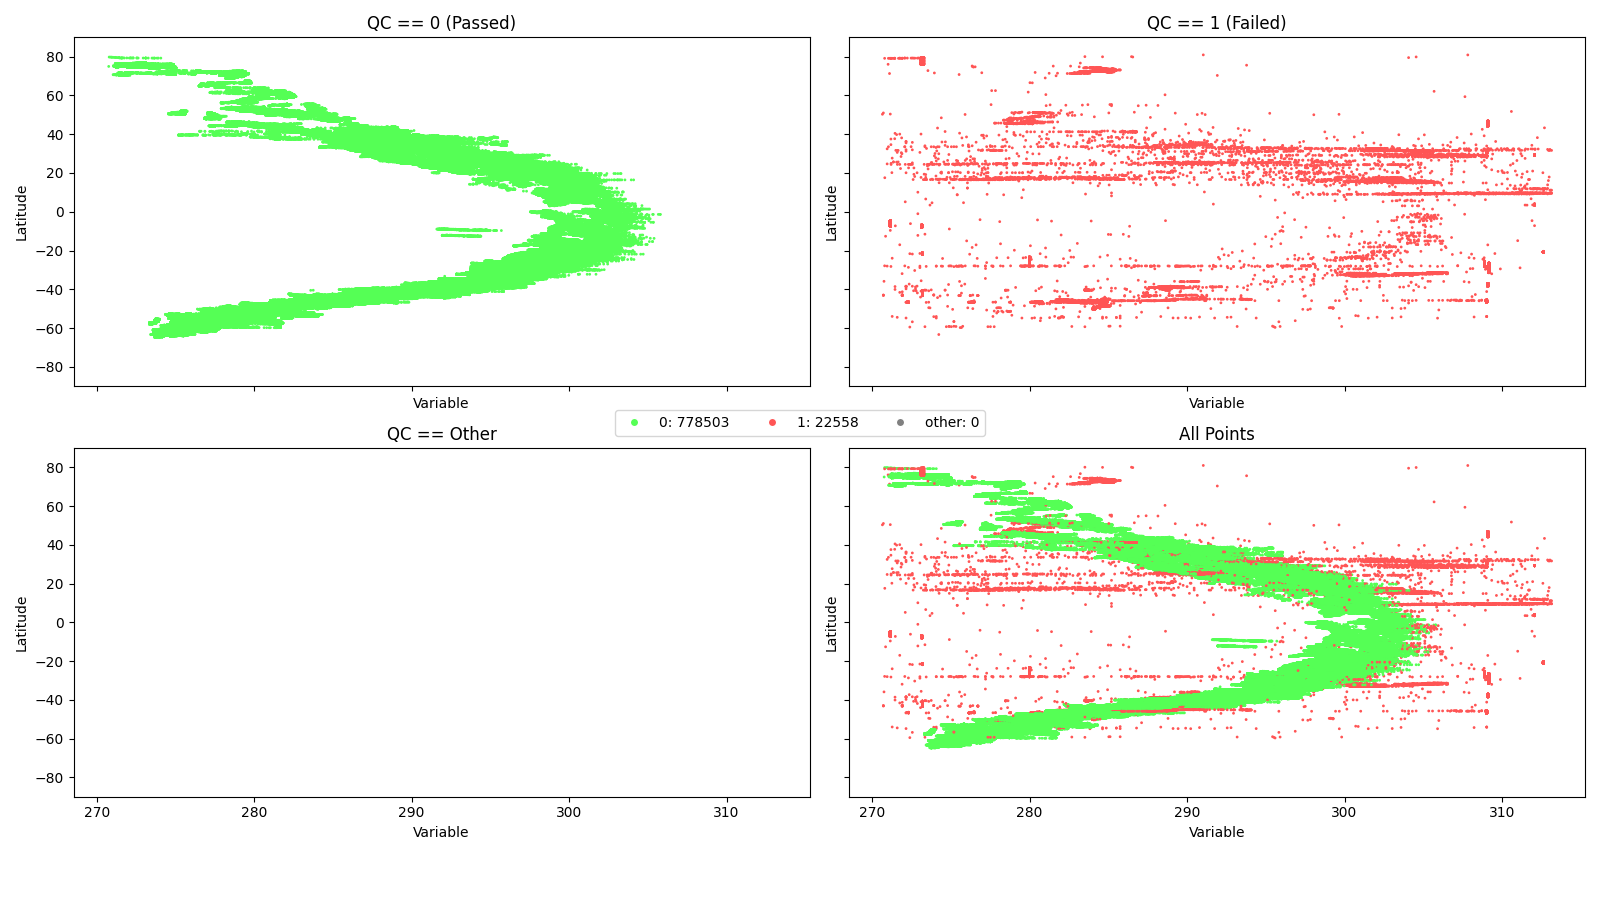 QC == 0 (Passed)
QC == 1 (Failed)
80
60
40
20
0
−20
−40
−60
−80
Latitude
Latitude
Variable
Variable
0: 778503
1: 22558
other: 0
QC == Other
All Points
80
60
40
20
0
−20
−40
−60
−80
Latitude
Latitude
270
280
290
300
310
270
280
290
300
310
Variable
Variable